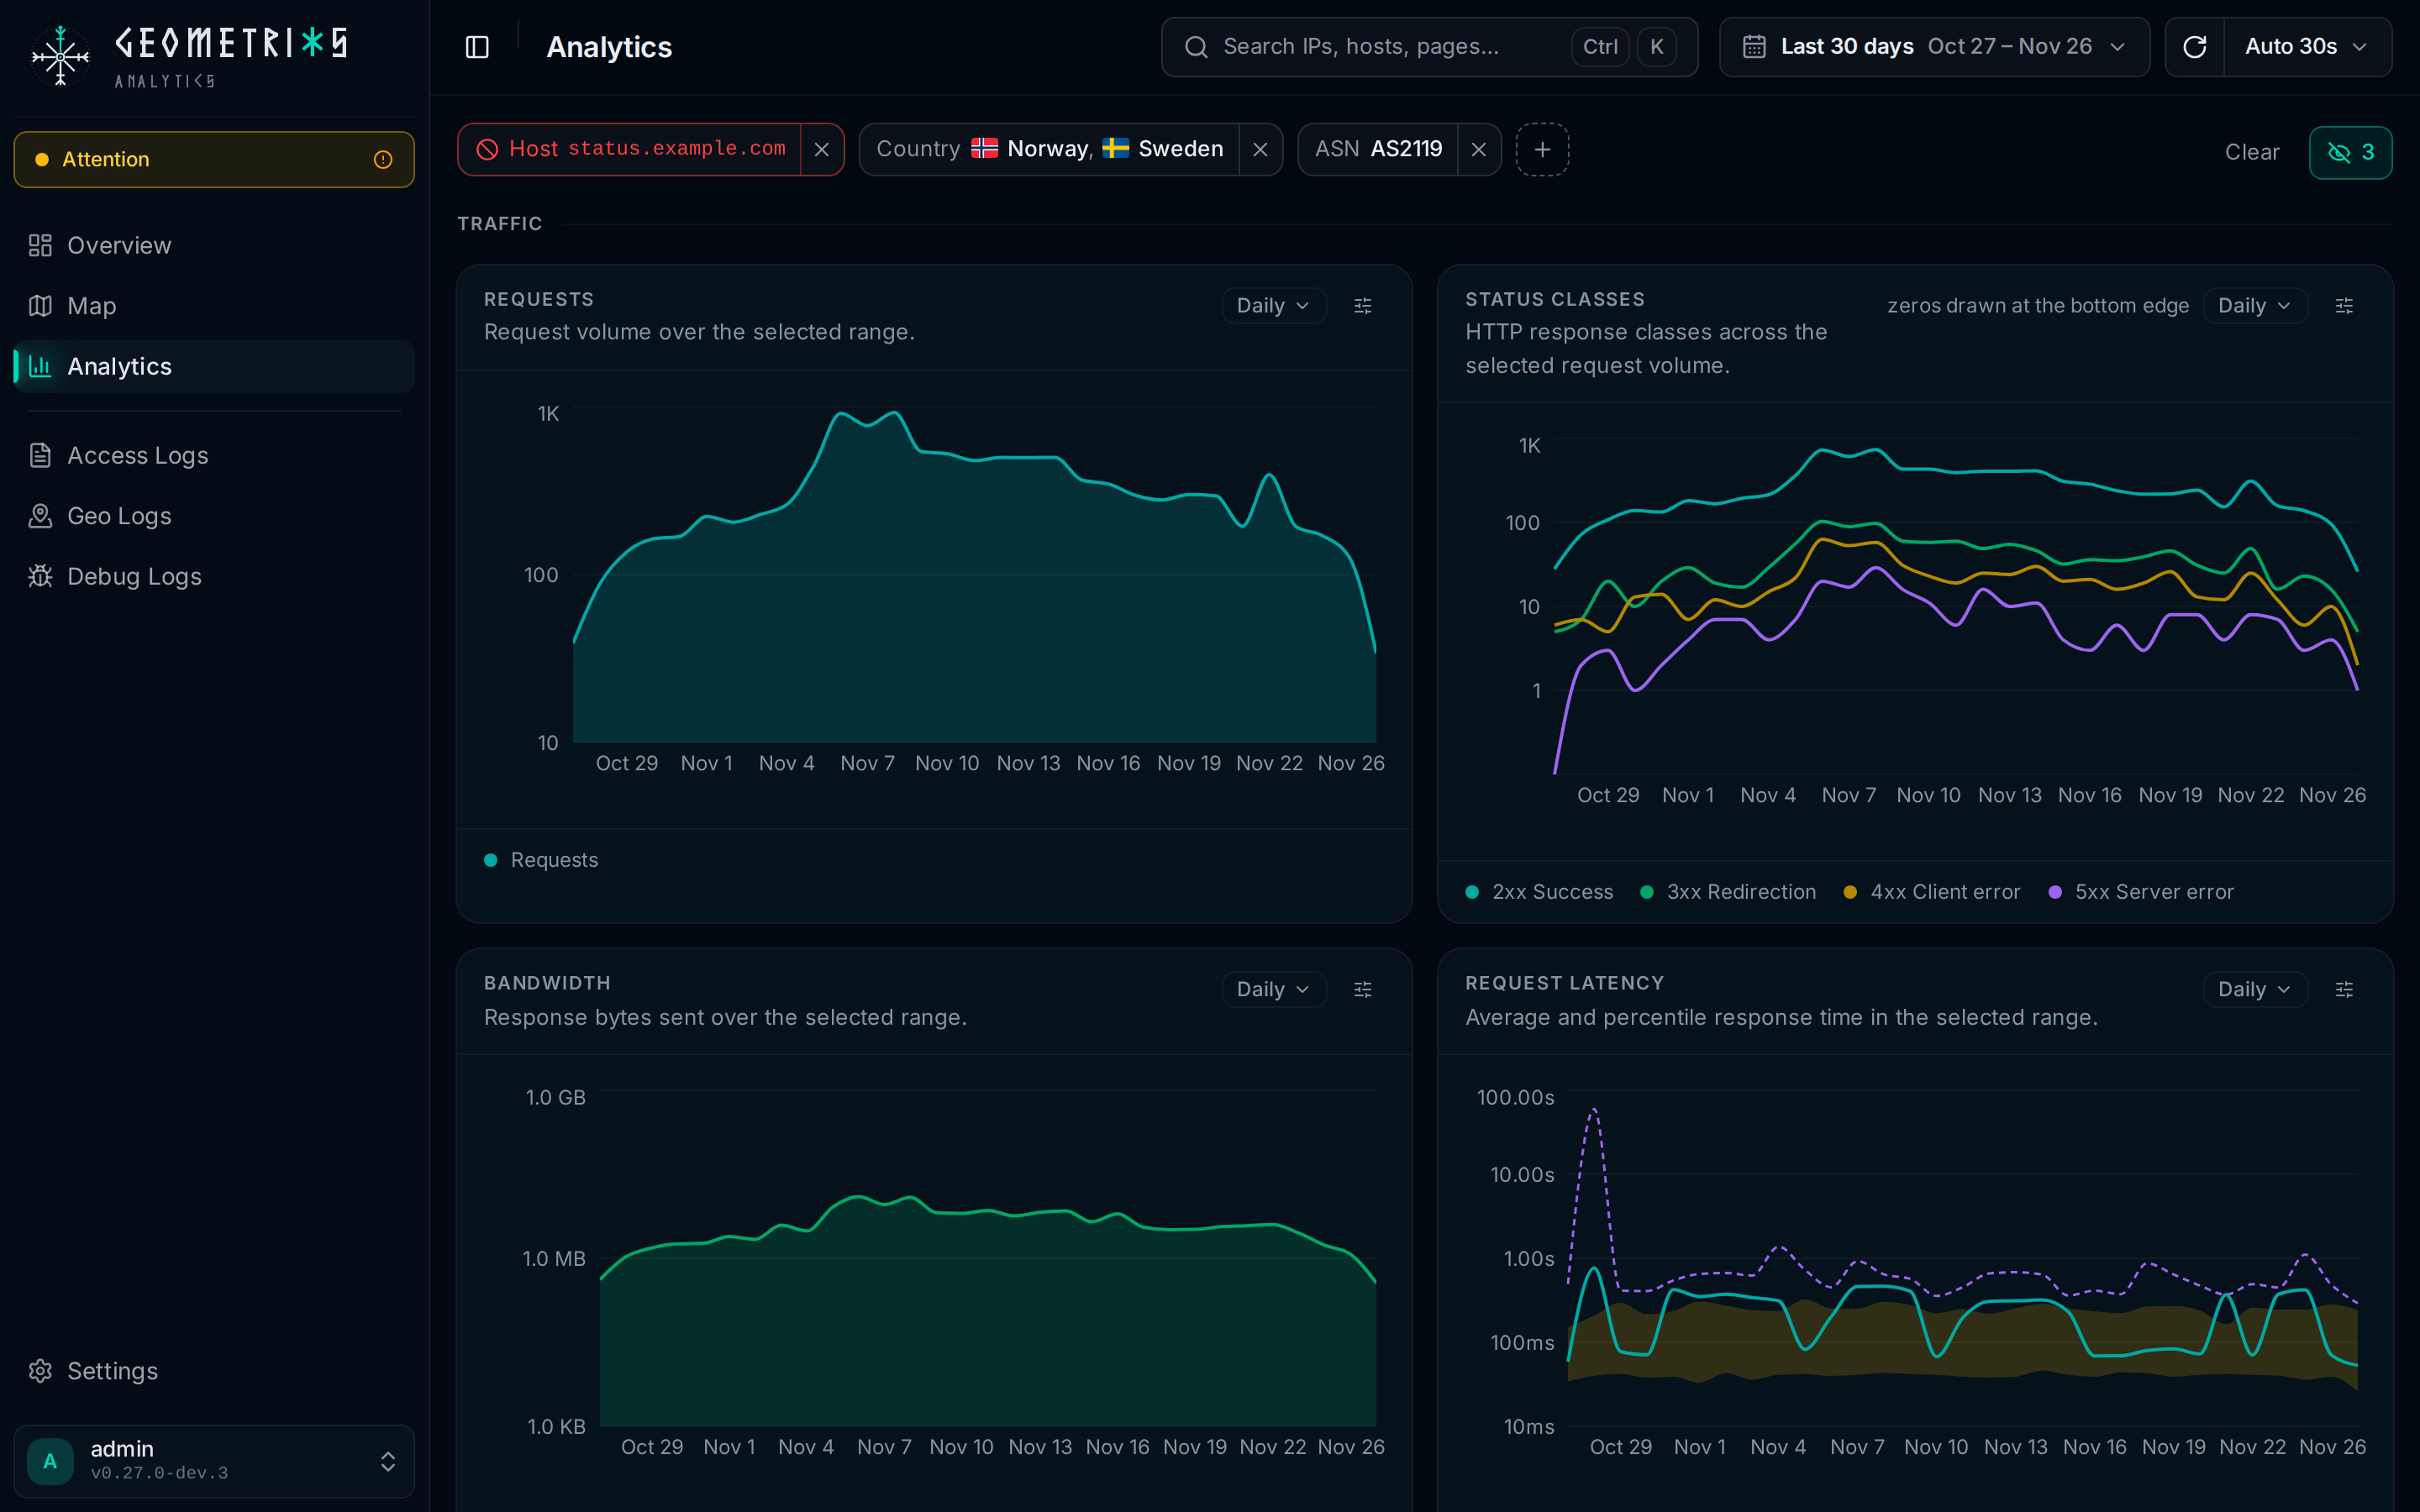 GEOMETRI*S
ANALYTICS
Attention
Overview
Map
Analytics
Access Logs
Geo Logs
Debug Logs
Settings
A
admin
v0.27.0-dev.3
Analytics
Search IPs, hosts, pages...
Ctrl
K
Last 30 days Oct 27 – Nov 26
Auto 30s
Host status.example.com
Country Norway, Sweden
ASN AS2119
Clear
3
TRAFFIC
REQUESTS
Request volume over the selected range.
Daily
1K
100
10
Oct 29 Nov 1 Nov 4 Nov 7 Nov 10 Nov 13 Nov 16 Nov 19 Nov 22 Nov 26
Requests
STATUS CLASSES
HTTP response classes across the
selected request volume.
zeros drawn at the bottom edge
Daily
1K
100
10
1
Oct 29 Nov 1 Nov 4 Nov 7 Nov 10 Nov 13 Nov 16 Nov 19 Nov 22 Nov 26
2xx Success 3xx Redirection 4xx Client error 5xx Server error
BANDWIDTH
Response bytes sent over the selected range.
Daily
1.0 GB
1.0 MB
1.0 KB
Oct 29 Nov 1 Nov 4 Nov 7 Nov 10 Nov 13 Nov 16 Nov 19 Nov 22 Nov 26
REQUEST LATENCY
Average and percentile response time in the selected range.
Daily
100.00s
10.00s
1.00s
100ms
10ms
Oct 29 Nov 1 Nov 4 Nov 7 Nov 10 Nov 13 Nov 16 Nov 19 Nov 22 Nov 26